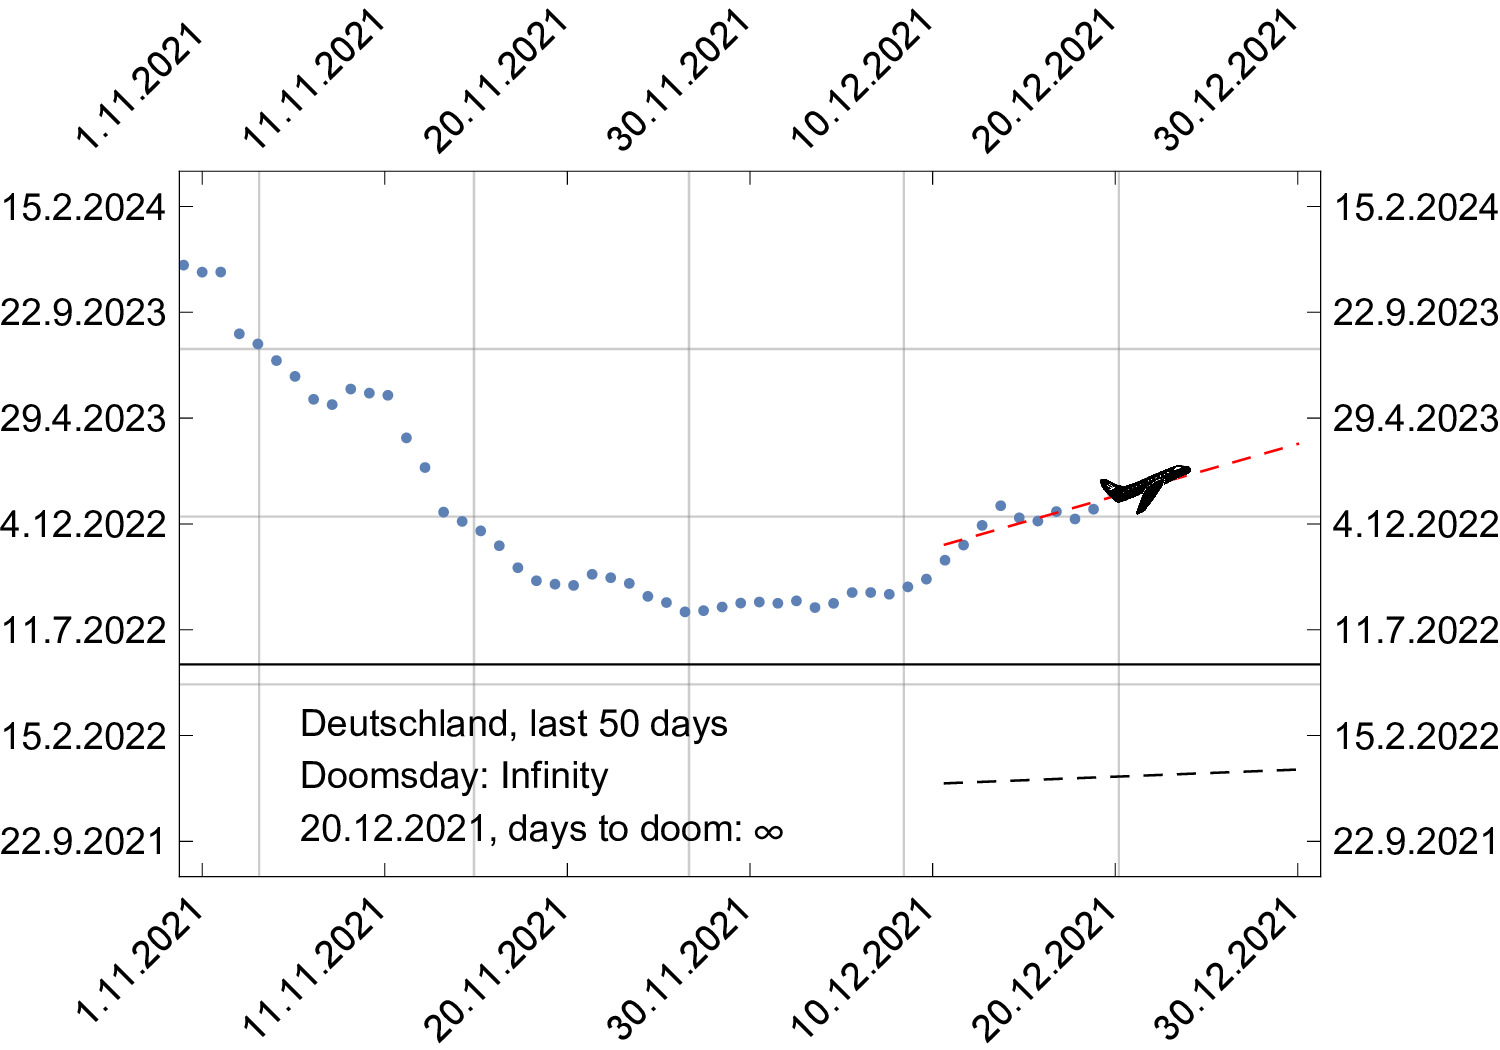 1.11.2021 11.11.2021 20.11.2021 30.11.2021 10.12.2021 20.12.2021 30.12.2021
15.2.2024 15.2.2024
22.9.2023 22.9.2023
29.4.2023 29.4.2023
4.12.2022 4.12.2022
11.7.2022 11.7.2022
Deutschland, last 50 days
15.2.2022 15.2.2022
Doomsday: Infinity
20.12.2021, days to doom: ∞
22.9.2021 22.9.2021
1.11.2021 11.11.2021 20.11.2021 30.11.2021 10.12.2021 20.12.2021 30.12.2021